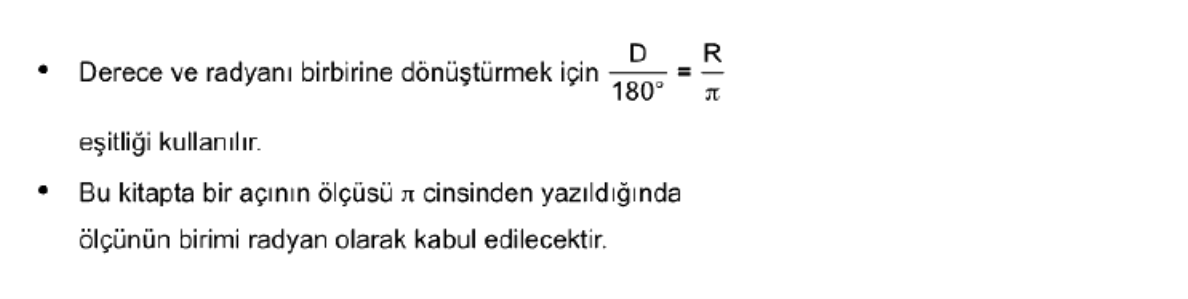 • Derece ve radyanı birbirine dönüştürmek için D/180° = R/π
eşitliği kullanılır.
• Bu kitapta bir açının ölçüsü π cinsinden yazıldığında
ölçünün birimi radyan olarak kabul edilecektir.